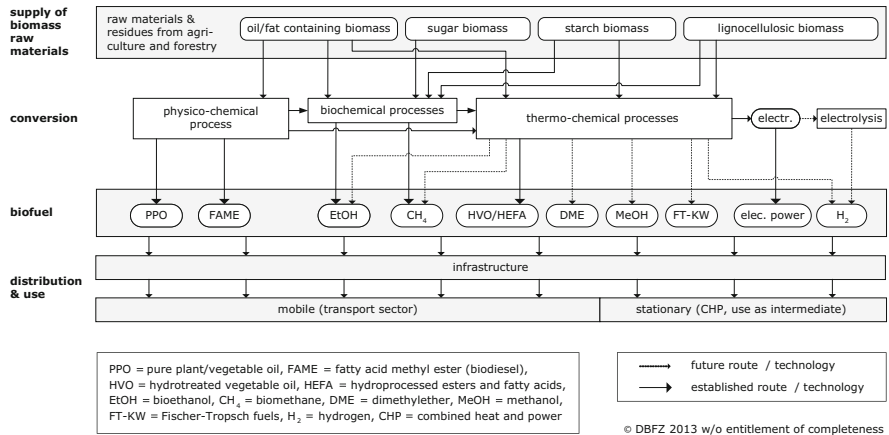 supply of
biomass
raw
materials
raw materials &
residues from agri-
culture and forestry
oil/fat containing biomass
sugar biomass
starch biomass
lignocellulosic biomass
conversion
physico-chemical
process
biochemical processes
thermo-chemical processes
electr.
electrolysis
biofuel
PPO
FAME
EtOH
CH4
HVO/HEFA
DME
MeOH
FT-KW
elec. power
H2
distribution
& use
infrastructure
mobile (transport sector)
stationary (CHP, use as intermediate)
PPO = pure plant/vegetable oil, FAME = fatty acid methyl ester (biodiesel),
HVO = hydrotreated vegetable oil, HEFA = hydroprocessed esters and fatty acids,
EtOH = bioethanol, CH4 = biomethane, DME = dimethylether, MeOH = methanol,
FT-KW = Fischer-Tropsch fuels, H2 = hydrogen, CHP = combined heat and power
future route / technology
established route / technology
© DBFZ 2013 w/o entitlement of completeness